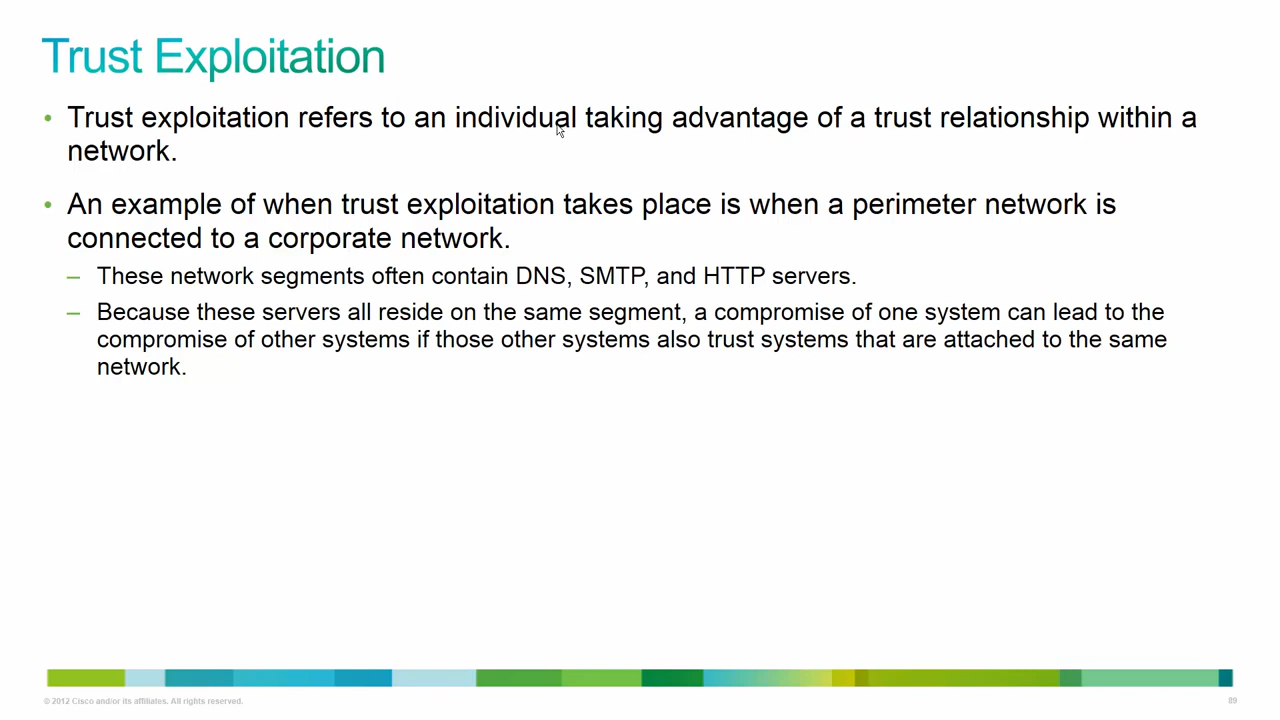 Trust Exploitation
• Trust exploitation refers to an individual taking advantage of a trust relationship within a
network.
• An example of when trust exploitation takes place is when a perimeter network is
connected to a corporate network.
– These network segments often contain DNS, SMTP, and HTTP servers.
– Because these servers all reside on the same segment, a compromise of one system can lead to the
compromise of other systems if those other systems also trust systems that are attached to the same
network.
© 2012 Cisco and/or its affiliates. All rights reserved.
89